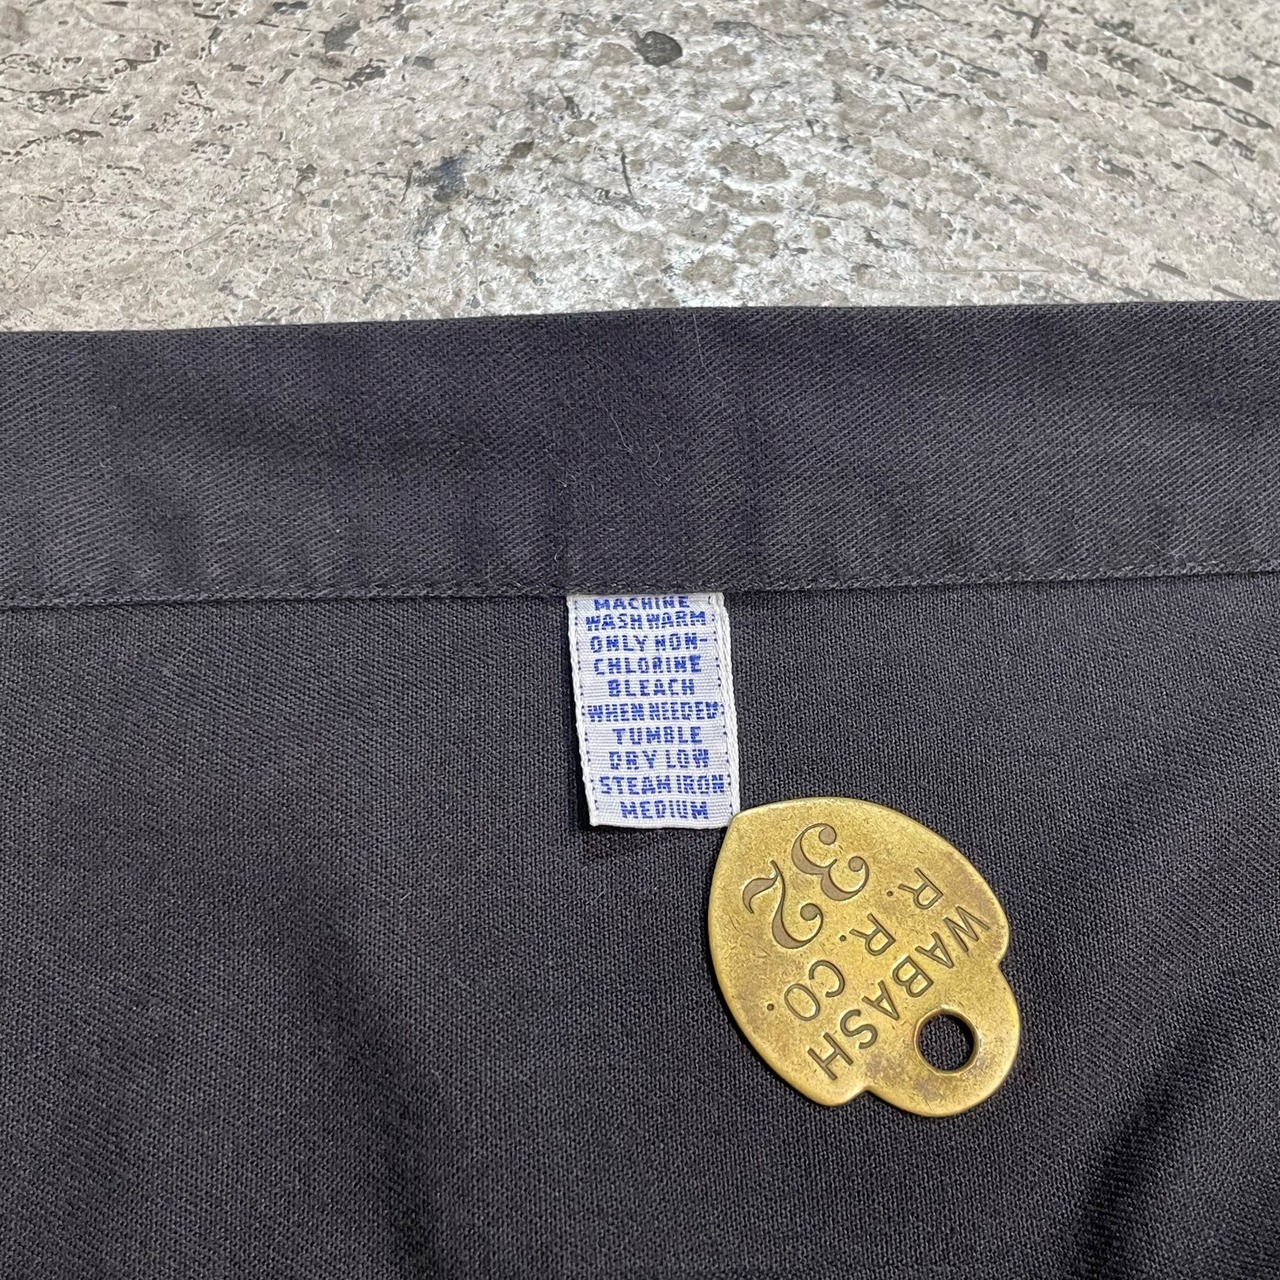 MACHINE
WASH WARM
ONLY NON-
CHLORINE
BLEACH
WHEN NEEDED
TUMBLE
DRY LOW
STEAM IRON
MEDIUM
WABASH
R. R. CO.
32